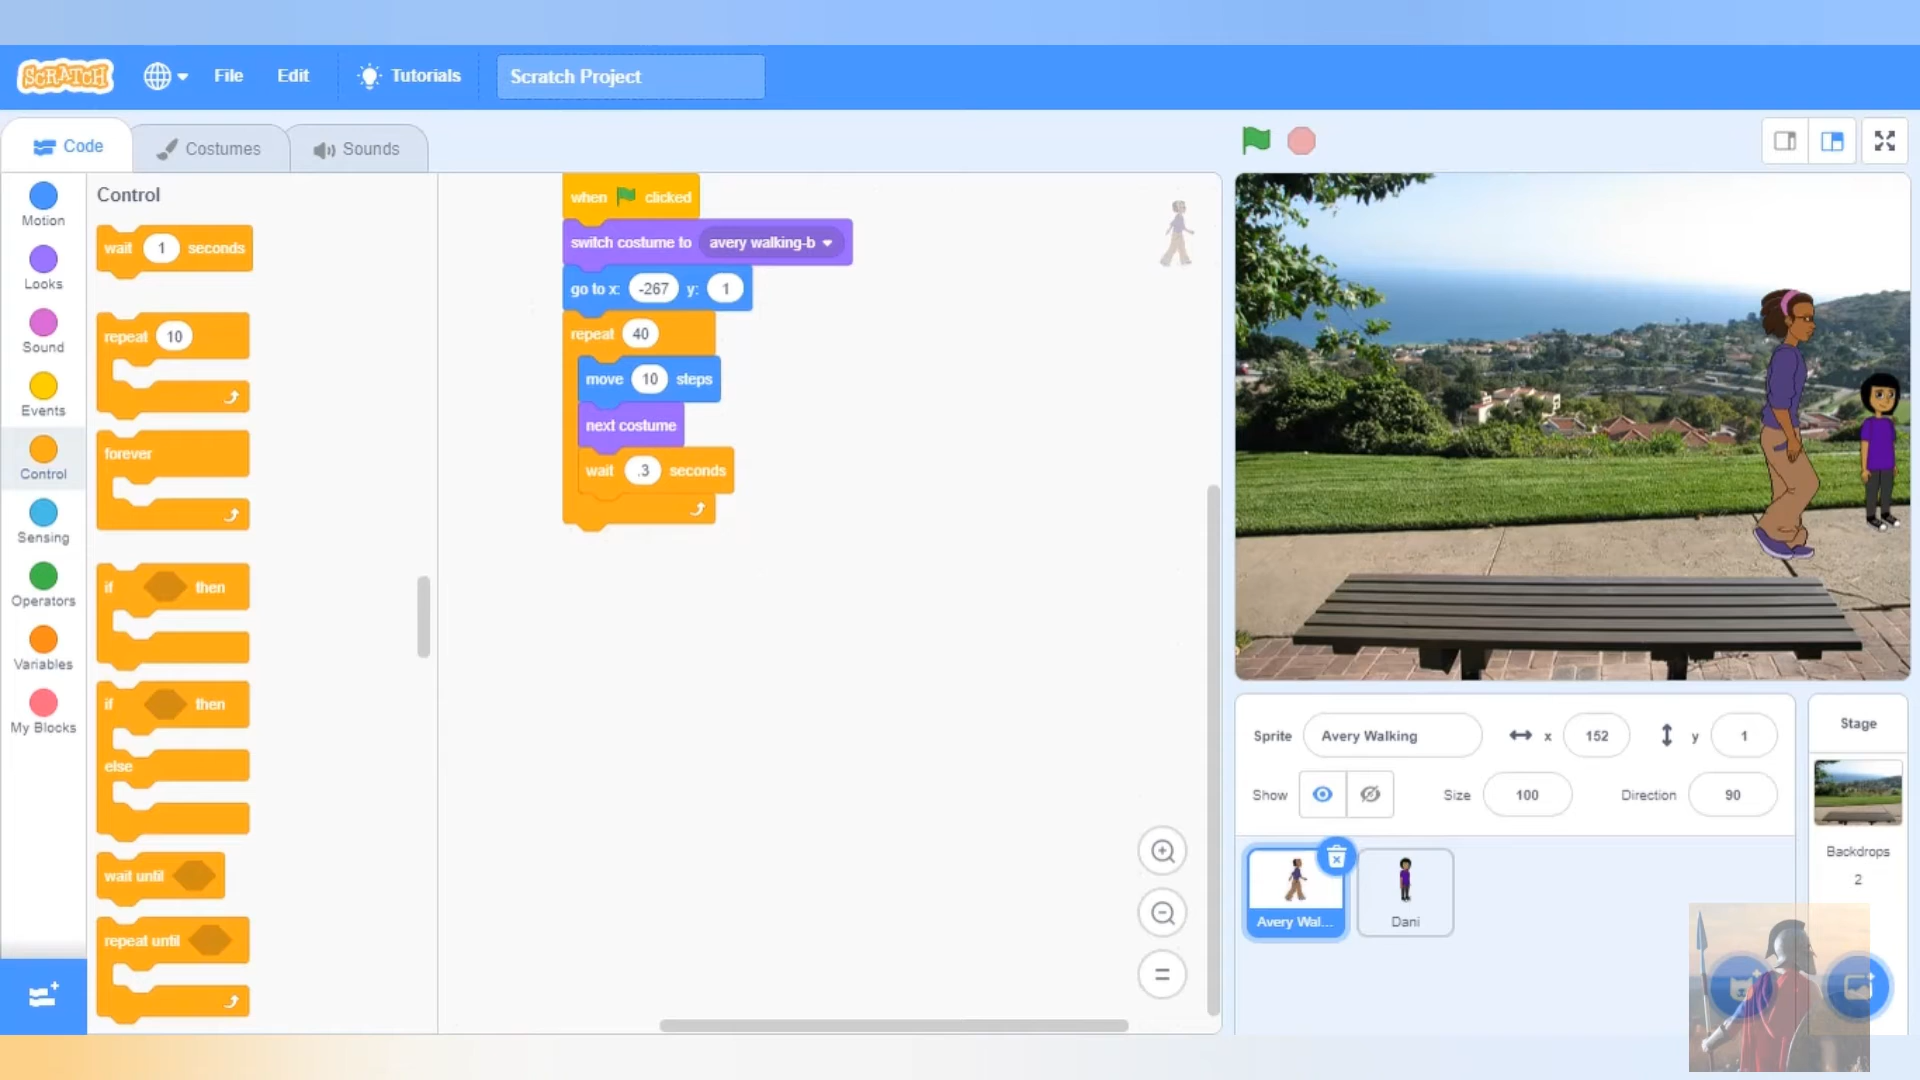 SCRATCH
File
Edit
Tutorials
Scratch Project
Code
Costumes
Sounds
Motion
Looks
Sound
Events
Control
Sensing
Operators
Variables
My Blocks
Control
wait 1 seconds
repeat 10
forever
if then
if then
else
wait until
repeat until
when clicked
switch costume to avery walking-b
go to x: -267 y: 1
repeat 40
move 10 steps
next costume
wait .3 seconds
Sprite Avery Walking x 152 y 1
Show Size 100 Direction 90
Avery Wal...
Dani
Stage
Backdrops
2